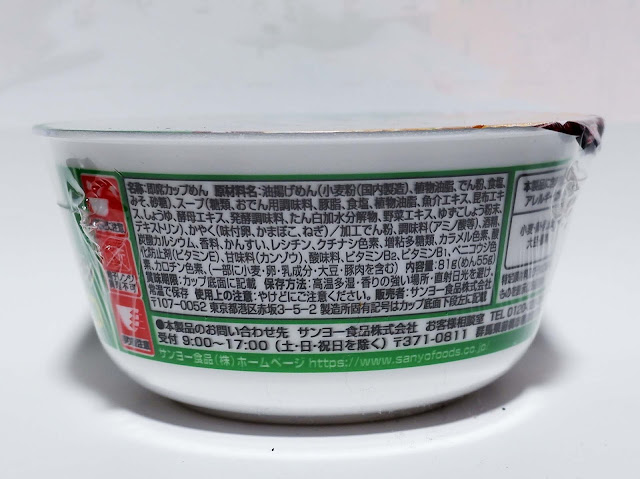 名称:即席カップめん 原材料名:油揚げめん(小麦粉(国内製造)、植物油脂、でん粉、食塩、
みそ、砂糖)、スープ(糖類、おでん用調味料、豚脂、食塩、植物油脂、魚介エキス、昆布エキ
ス、しょうゆ、酵母エキス、発酵調味料、たん白加水分解物、野菜エキス、ゆずこしょう粉末、
デキストリン)、かやく(味付卵、かまぼこ、ねぎ)/加工でん粉、調味料(アミノ酸等)、酒精、
炭酸カルシウム、香料、かんすい、レシチン、クチナシ色素、増粘多糖類、カラメル色素、酸
化防止剤(ビタミンE)、甘味料(カンゾウ)、酸味料、ビタミンB2、ビタミンB1、ベニコウジ色
素、カロチン色素、(一部に小麦・卵・乳成分・大豆・豚肉を含む) 内容量:81g(めん55g)
賞味期限:カップ底面に記載 保存方法:高温多湿・香りの強い場所・直射日光を避け、
常温で保存 使用上の注意:やけどにご注意ください。 販売者:サンヨー食品株式会社
〒107-0052 東京都港区赤坂3-5-2 製造所固有記号はカップ底面下段左に記載
●本製品のお問い合わせ先 サンヨー食品株式会社 お客様相談室 TEL 0120-
受付 9:00〜17:00 (土・日・祝日を除く) 〒371-0811 群馬県前橋
サンヨー食品(株)ホームページ https://www.sanyofoods.co.jp/
アレル
小麦・卵